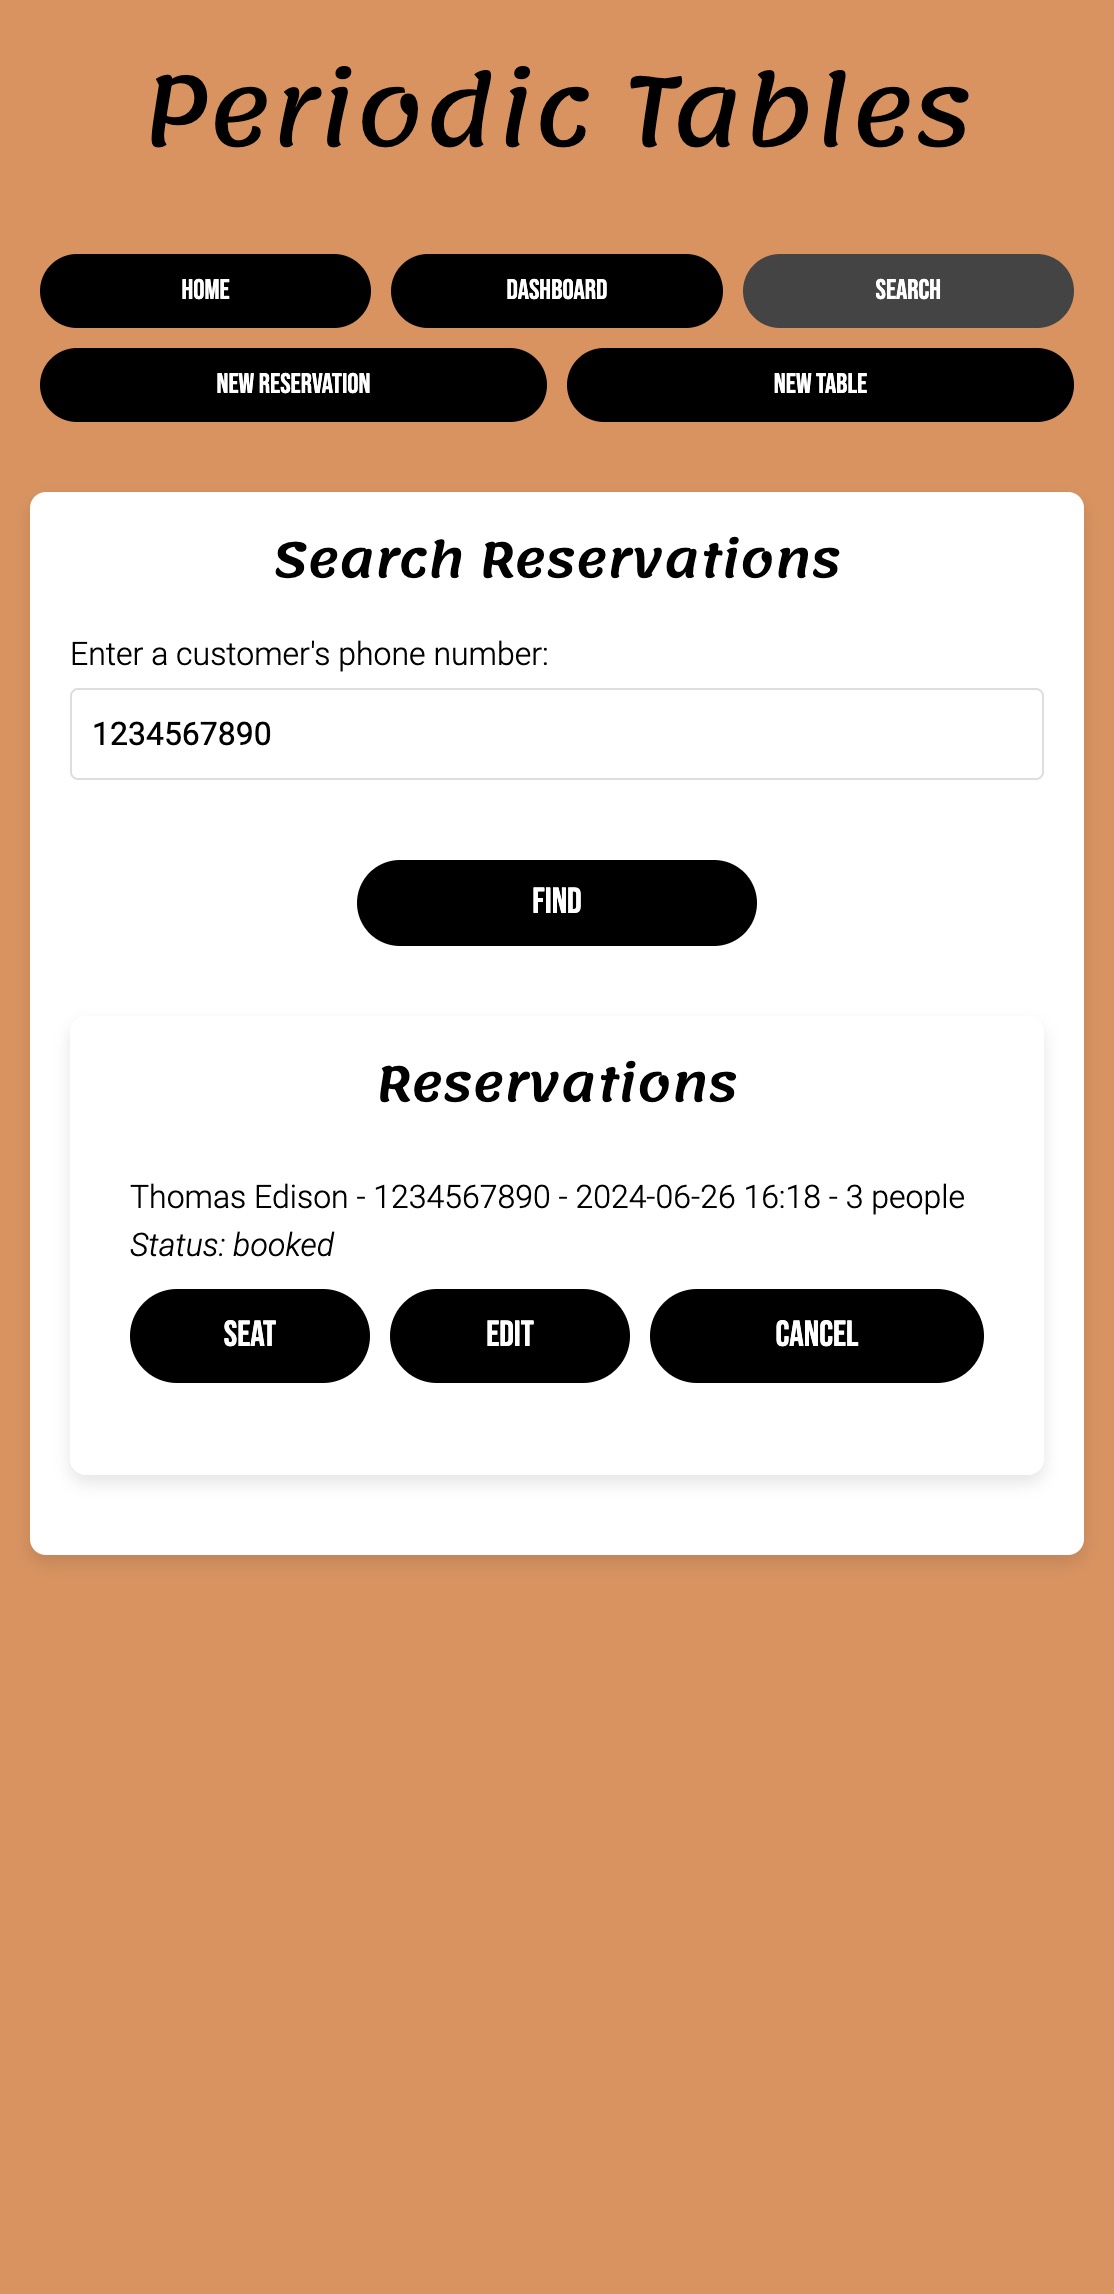 Periodic Tables
HOME
DASHBOARD
SEARCH
NEW RESERVATION
NEW TABLE
Search Reservations
Enter a customer's phone number:
1234567890
FIND
Reservations
Thomas Edison - 1234567890 - 2024-06-26 16:18 - 3 people
Status: booked
SEAT
EDIT
CANCEL